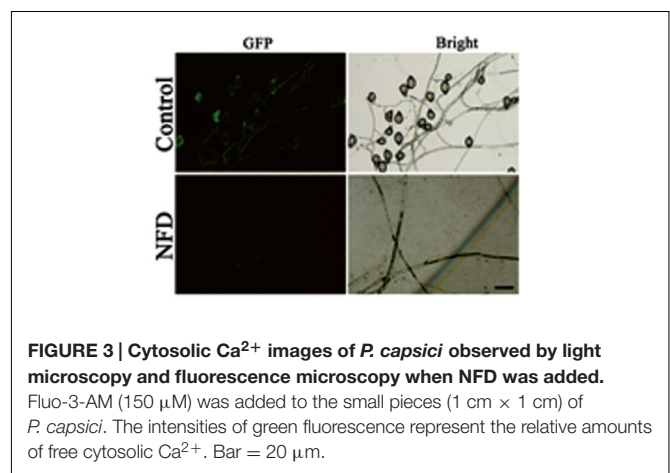 GFP Bright
Control
NFD
FIGURE 3 | Cytosolic Ca²⁺ images of P. capsici observed by light
microscopy and fluorescence microscopy when NFD was added.
Fluo-3-AM (150 μM) was added to the small pieces (1 cm × 1 cm) of
P. capsici. The intensities of green fluorescence represent the relative amounts
of free cytosolic Ca²⁺. Bar = 20 μm.